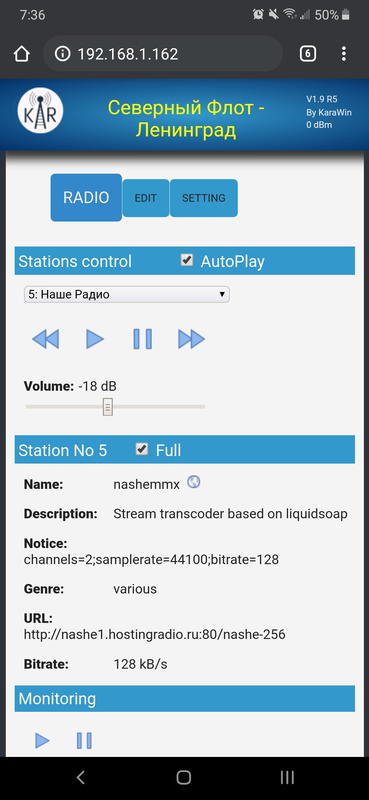 7:36
50%
192.168.1.162
6
KAR
Северный Флот -
Ленинград
V1.9 R5
By KaraWin
0 dBm
RADIO
EDIT
SETTING
Stations control
AutoPlay
5: Наше Радио
Volume: -18 dB
Station No 5
Full
Name: nashemmx
Description: Stream transcoder based on liquidsoap
Notice:
channels=2;samplerate=44100;bitrate=128
Genre: various
URL:
http://nashe1.hostingradio.ru:80/nashe-256
Bitrate: 128 kB/s
Monitoring